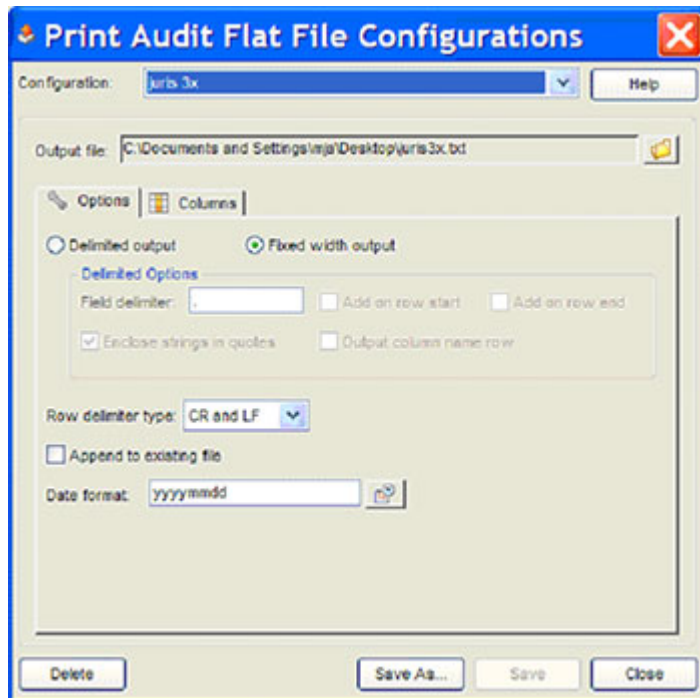 Print Audit Flat File Configurations
Configuration: juris 3x Help
Output file: C:\Documents and Settings\mja\Desktop\juris3x.txt
Options Columns
Delimited output Fixed width output
Delimited Options
Field delimiter: , Add on row start Add on row end
Enclose strings in quotes Output column name row
Row delimiter type: CR and LF
Append to existing file
Date format: yyyymmdd
Delete Save As... Save Close